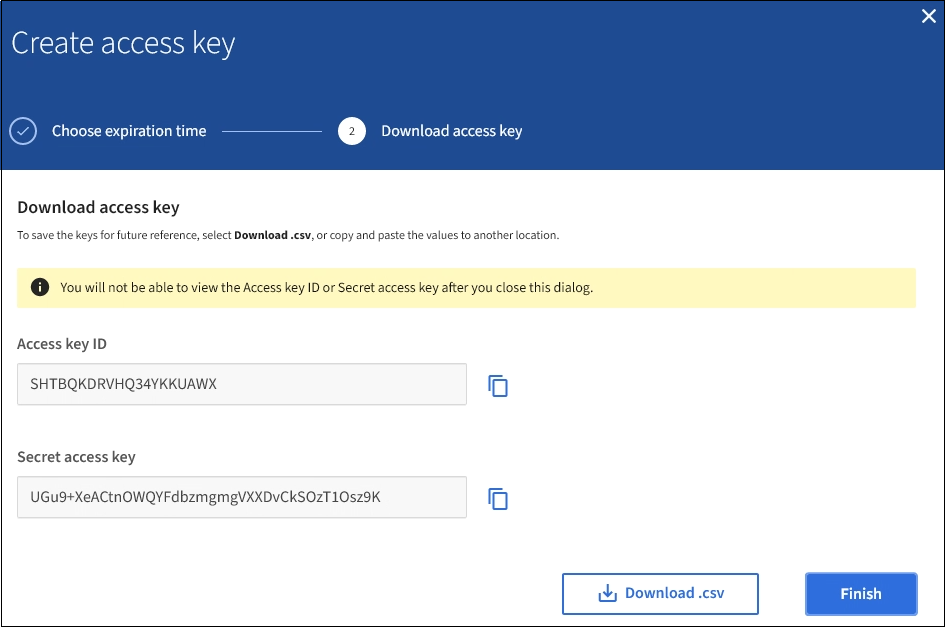 Create access key
Choose expiration time
2
Download access key
Download access key
To save the keys for future reference, select Download .csv, or copy and paste the values to another location.
You will not be able to view the Access key ID or Secret access key after you close this dialog.
Access key ID
SHTBQKDRVHQ34YKKUAWX
Secret access key
UGu9+XeACtnOWQYFdbzmgmgVXXDvCkSOzT1Osz9K
Download .csv
Finish